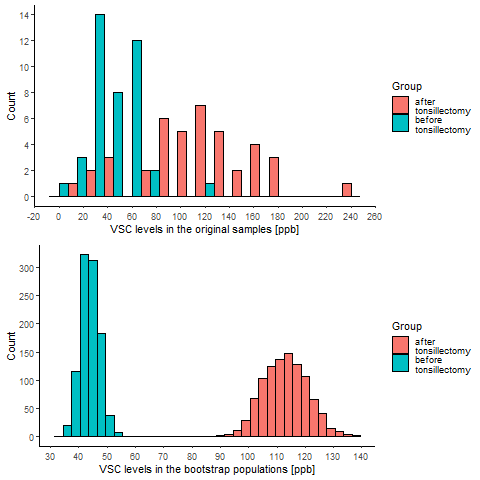 14
12
10
8
6
4
2
0
Count
-20 0 20 40 60 80 100 120 140 160 180 200 220 240 260
VSC levels in the original samples [ppb]
Group
after
tonsillectomy
before
tonsillectomy
300
250
200
150
100
50
0
Count
30 40 50 60 70 80 90 100 110 120 130 140
VSC levels in the bootstrap populations [ppb]
Group
after
tonsillectomy
before
tonsillectomy